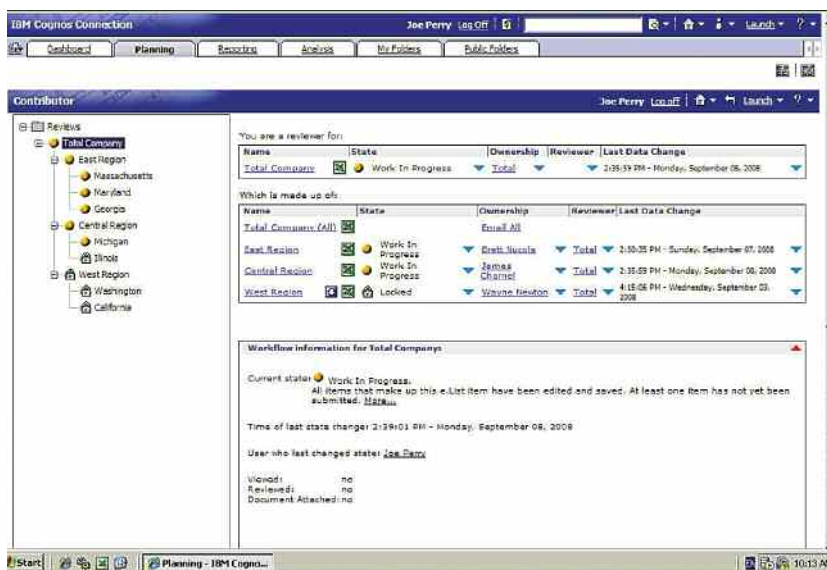 IBM Cognos Connection Joe Perry Log Off Launch ?
Dashboard Planning Reporting Analysis My Folders Public Folders
Contributor Joe Perry Log off Launch ?
Reviews
Total Company
East Region
Massachusetts
Maryland
Georgia
Central Region
Michigan
Illinois
West Region
Washington
California
You are a reviewer for:
Name State Ownership Reviewer Last Data Change
Total Company Work In Progress Total 2:35:59 PM - Monday, September 08, 2008
Which is made up of:
Name State Ownership Reviewer Last Data Change
Total Company (All) Email All
East Region Work In Progress Brett Total 2:50:35 PM - Sunday, September 07, 2008
Central Region Work In Progress James Total 2:35:59 PM - Monday, September 08, 2008
West Region Locked Wayne Newton Total 4:15:06 PM - Wednesday, September 03, 2008
Workflow information for Total Company:
Current state: Work In Progress.
All items that make up this e.List item have been edited and saved. At least one item has not yet been
submitted. More...
Time of last state change: 2:39:01 PM - Monday, September 08, 2008
User who last changed state: Joe Perry
Viewed: no
Reviewed: no
Document Attached: no
Start Planning - IBM Cogno... 10:13 A